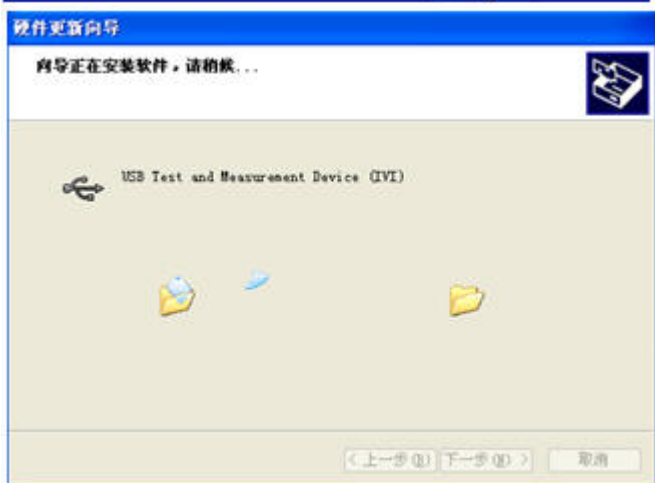 硬件更新向导
向导正在安装软件，请稍候...
USB Test and Measurement Device (IVI)
<上一步(B) 下一步(N)> 取消